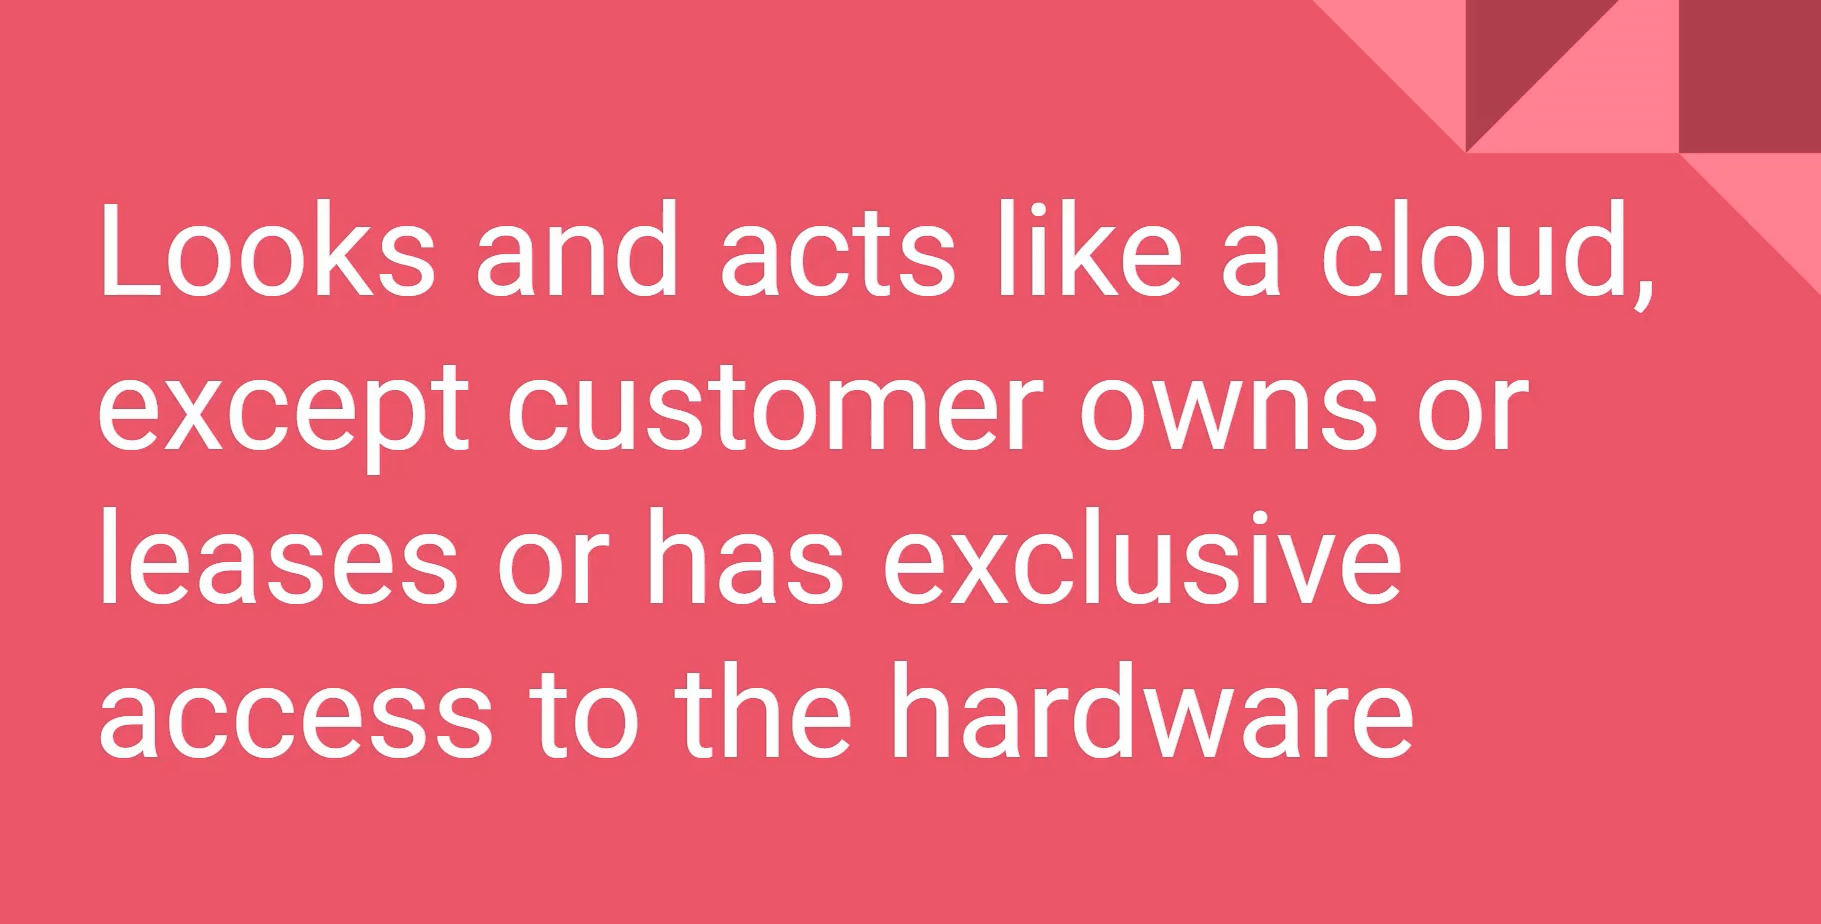 Looks and acts like a cloud,
except customer owns or
leases or has exclusive
access to the hardware